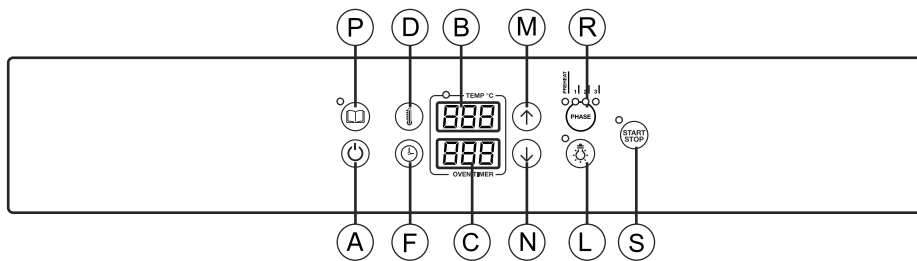 P D B M R
PREHEAT 1 2 3
TEMP °C
888
PHASE
START
STOP
888
OVEN TIMER
A F C N L S